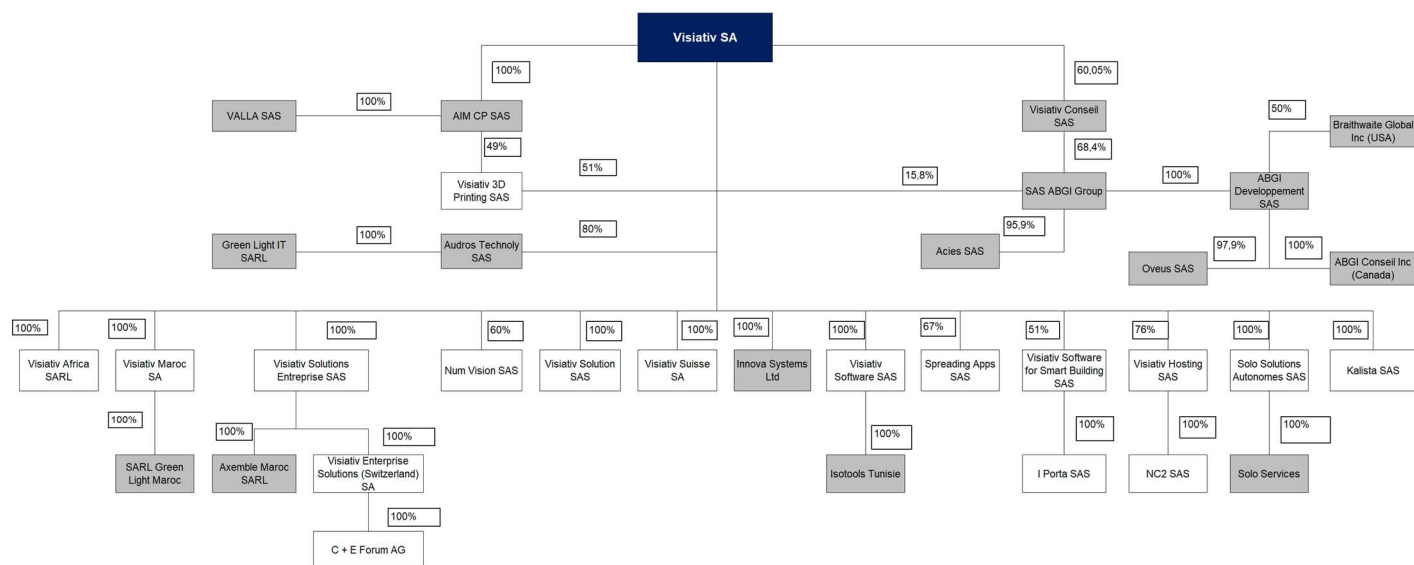 Visiativ SA
100%
60,05%
VALLA SAS
100%
AIM CP SAS
Visiativ Conseil
SAS
50%
Braithwaite Global
Inc (USA)
49%
68,4%
Visiativ 3D
Printing SAS
51%
15,8%
SAS ABGI Group
100%
ABGI
Developpement
SAS
Green Light IT
SARL
100%
Audros Technoly
SAS
80%
95,9%
Acies SAS
97,9%
100%
Oveus SAS
ABGI Conseil Inc
(Canada)
100%
100%
100%
60%
100%
100%
100%
100%
67%
51%
76%
100%
100%
Visiativ Africa
SARL
Visiativ Maroc
SA
Visiativ Solutions
Entreprise SAS
Num Vision SAS
Visiativ Solution
SAS
Visiativ Suisse
SA
Innova Systems
Ltd
Visiativ
Software SAS
Spreading Apps
SAS
Visiativ Software
for Smart Building
SAS
Visiativ Hosting
SAS
Solo Solutions
Autonomes SAS
Kalista SAS
100%
100%
100%
100%
100%
100%
100%
SARL Green
Light Maroc
Axemble Maroc
SARL
Visiativ Enterprise
Solutions (Switzerland)
SA
Isotools Tunisie
I Porta SAS
NC2 SAS
Solo Services
100%
C + E Forum AG